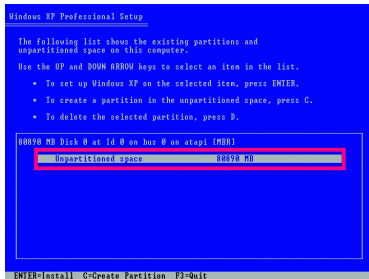 Windows XP Professional Setup
The following list shows the existing partitions and
unpartitioned space on this computer.
Use the UP and DOWN ARROW keys to select an item in the list.
• To set up Windows XP on the selected item, press ENTER.
• To create a partition in the unpartitioned space, press C.
• To delete the selected partition, press D.
80890 MB Disk 0 at Id 0 on bus 0 on atapi [MBR]
Unpartitioned space 80890 MB
ENTER=Install C=Create Partition F3=Quit